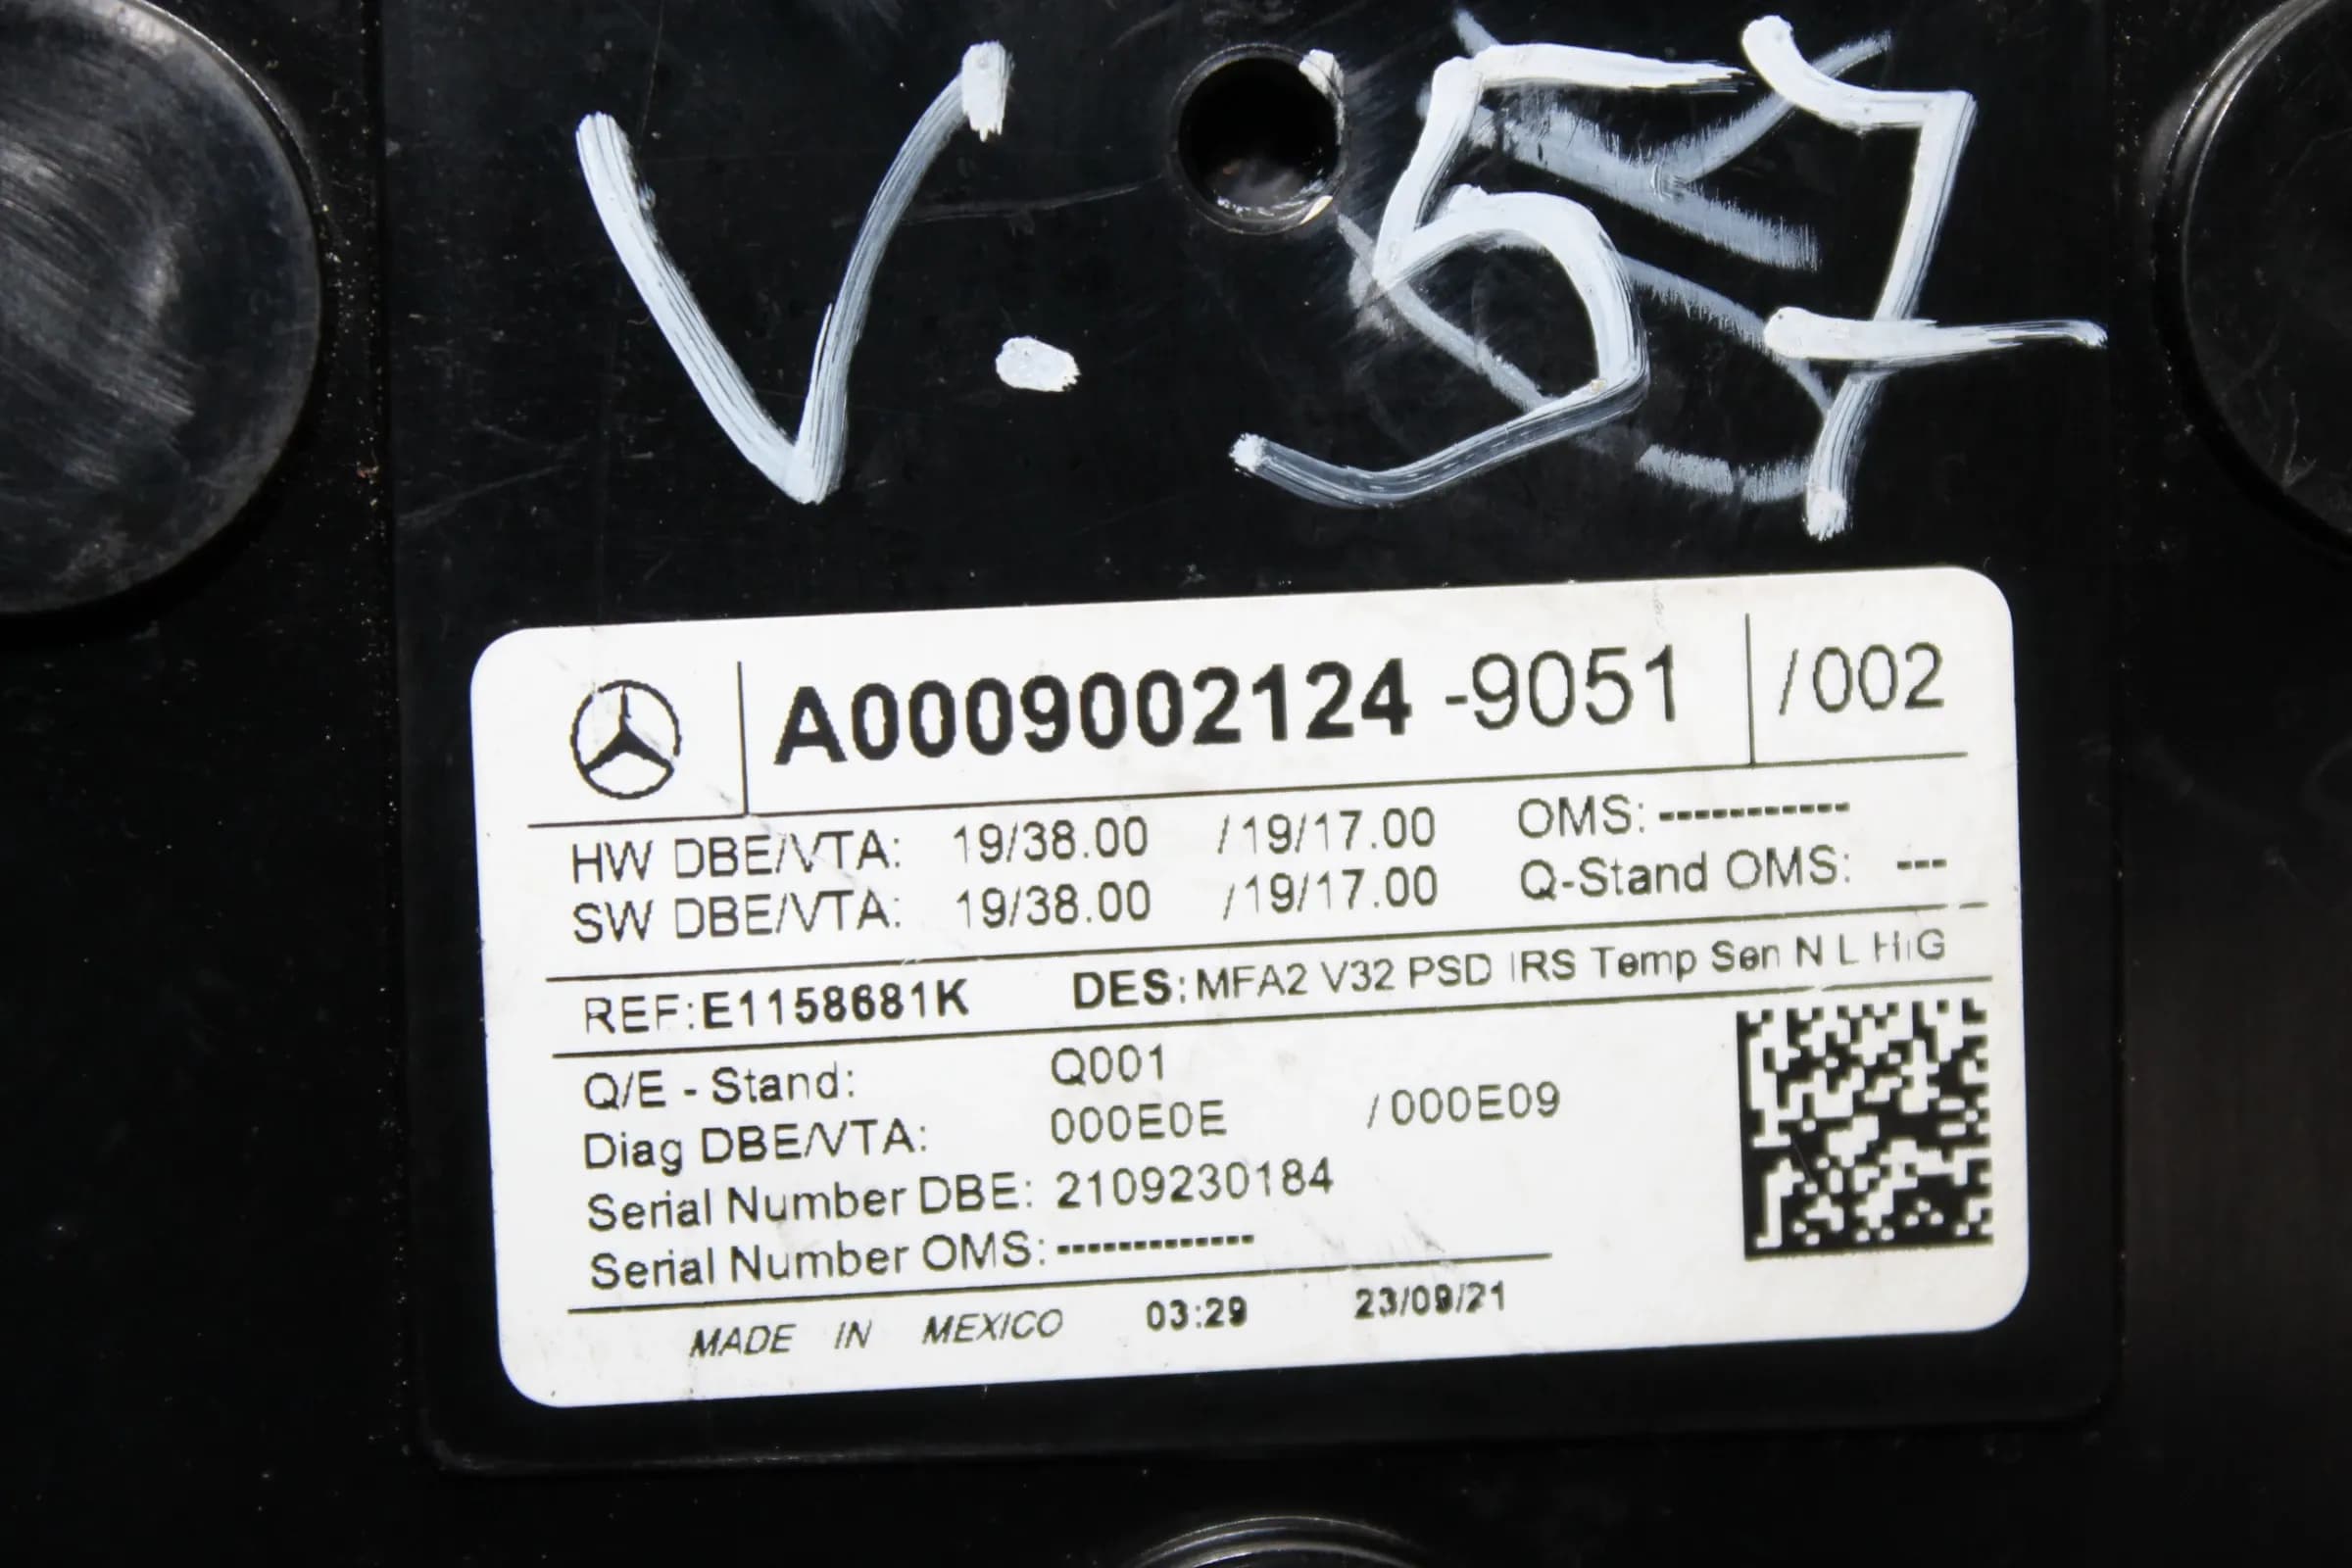 V. 57
A0009002124 -9051 /002
HW DBE/VTA: 19/38.00 /19/17.00 OMS: -----------
SW DBE/VTA: 19/38.00 /19/17.00 Q-Stand OMS: ---
REF:E1158681K DES:MFA2 V32 PSD IRS Temp Sen N L HiG
Q/E - Stand: Q001
Diag DBE/VTA: 000E0E /000E09
Serial Number DBE: 2109230184
Serial Number OMS: -------------
MADE IN MEXICO 03:29 23/09/21